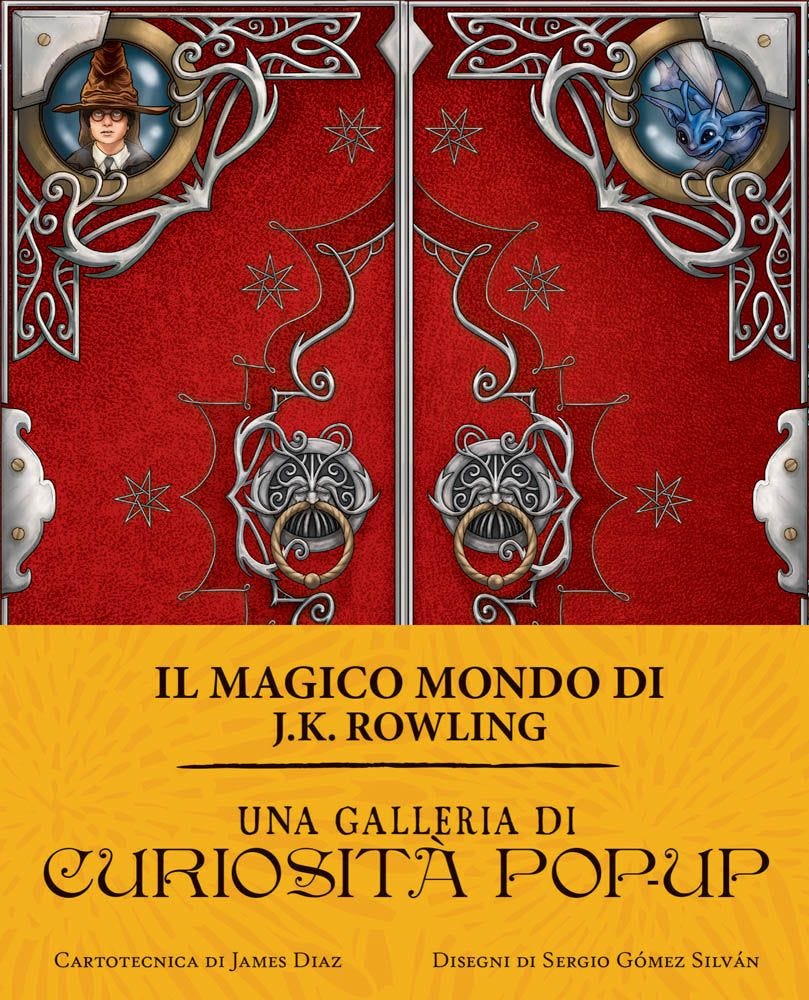 IL MAGICO MONDO DI
J.K. ROWLING
UNA GALLERIA DI
CURIOSITÀ POP-UP
CARTOTECNICA DI JAMES DIAZ
DISEGNI DI SERGIO GÓMEZ SILVÁN